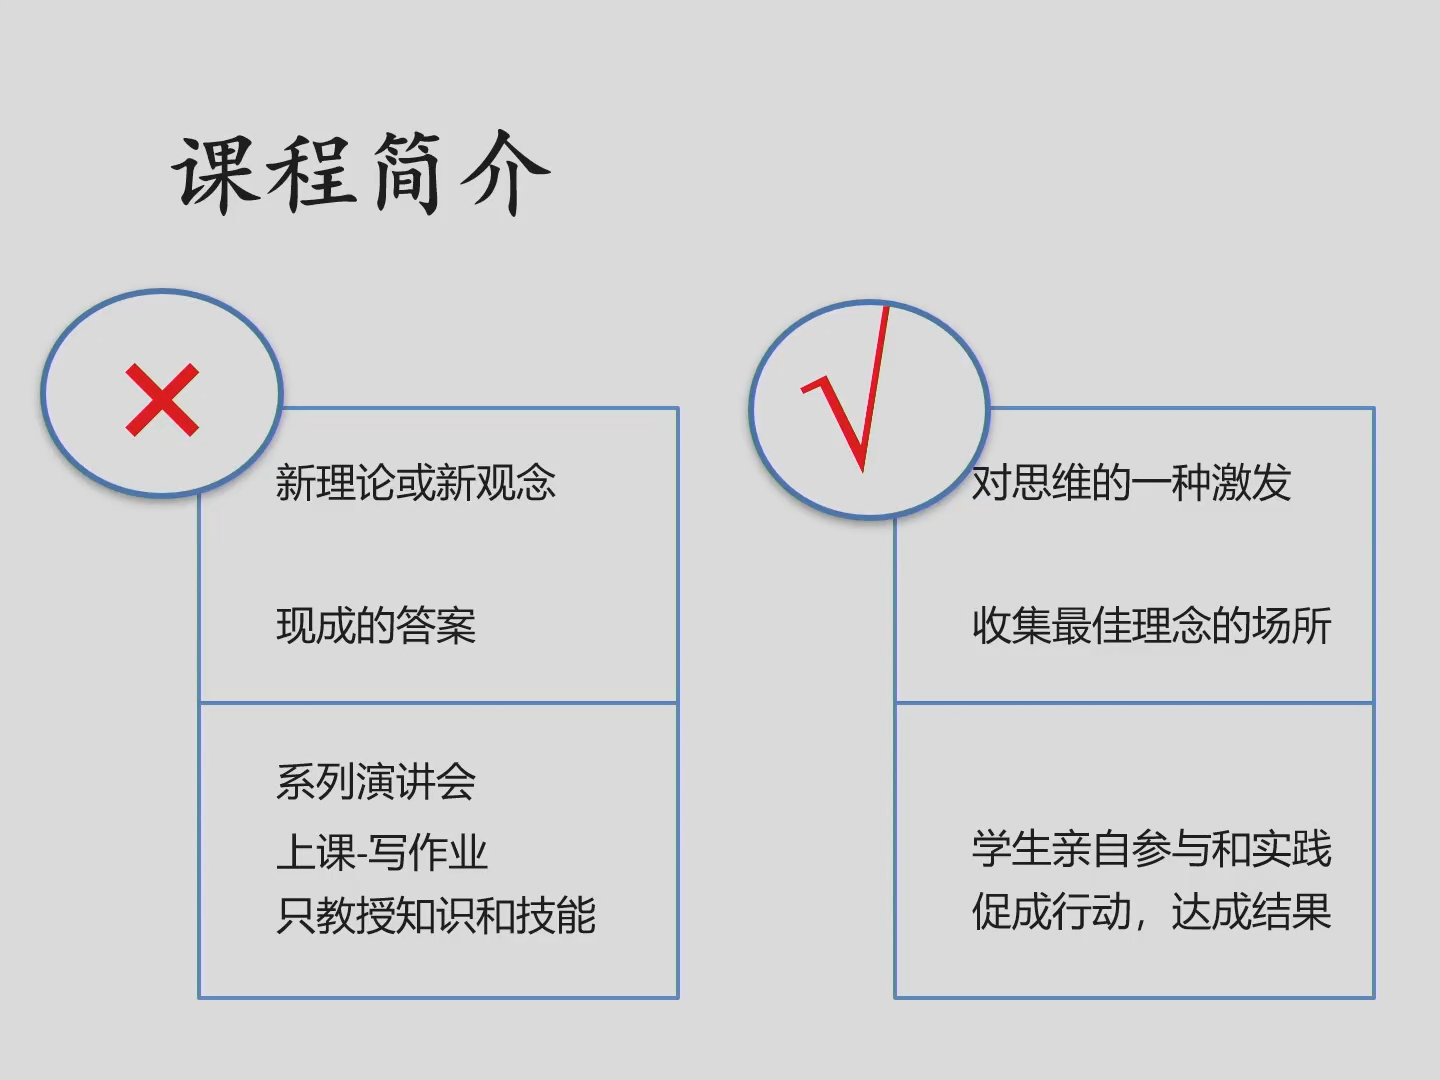 课程简介
×
新理论或新观念
现成的答案
系列演讲会
上课-写作业
只教授知识和技能
√
对思维的一种激发
收集最佳理念的场所
学生亲自参与和实践
促成行动，达成结果